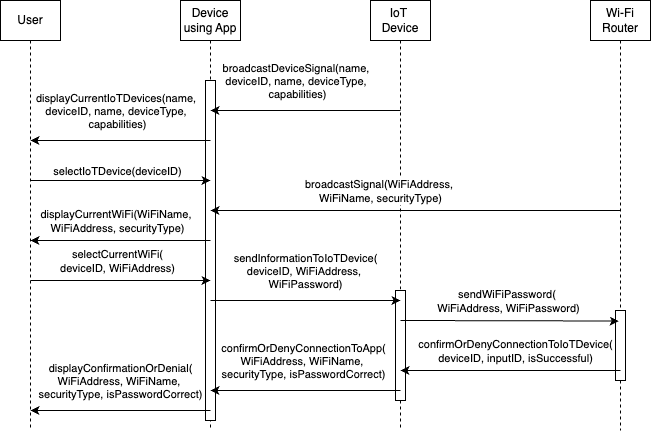 User
Device
using App
IoT
Device
Wi-Fi
Router
broadcastDeviceSignal(name,
deviceID, name, deviceType,
capabilities)
displayCurrentIoTDevices(name,
deviceID, name, deviceType,
capabilities)
selectIoTDevice(deviceID)
broadcastSignal(WiFiAddress,
WiFiName, securityType)
displayCurrentWiFi(WiFiName,
WiFiAddress, securityType)
selectCurrentWiFi(
deviceID, WiFiAddress)
sendInformationToIoTDevice(
deviceID, WiFiAddress,
WiFiPassword)
sendWiFiPassword(
WiFiAddress, WiFiPassword)
confirmOrDenyConnectionToIoTDevice(
deviceID, inputID, isSuccessful)
confirmOrDenyConnectionToApp(
WiFiAddress, WiFiName,
securityType, isPasswordCorrect)
displayConfirmationOrDenial(
WiFiAddress, WiFiName,
securityType, isPasswordCorrect)